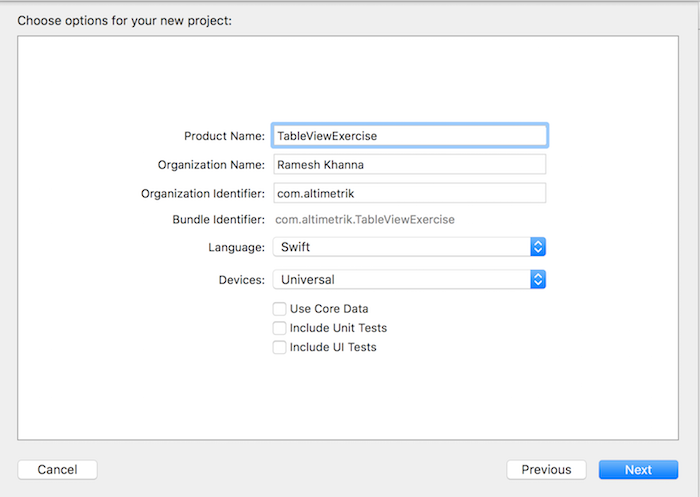 Choose options for your new project:
Product Name: TableViewExercise
Organization Name: Ramesh Khanna
Organization Identifier: com.altimetrik
Bundle Identifier: com.altimetrik.TableViewExercise
Language: Swift
Devices: Universal
Use Core Data
Include Unit Tests
Include UI Tests
Cancel Previous Next